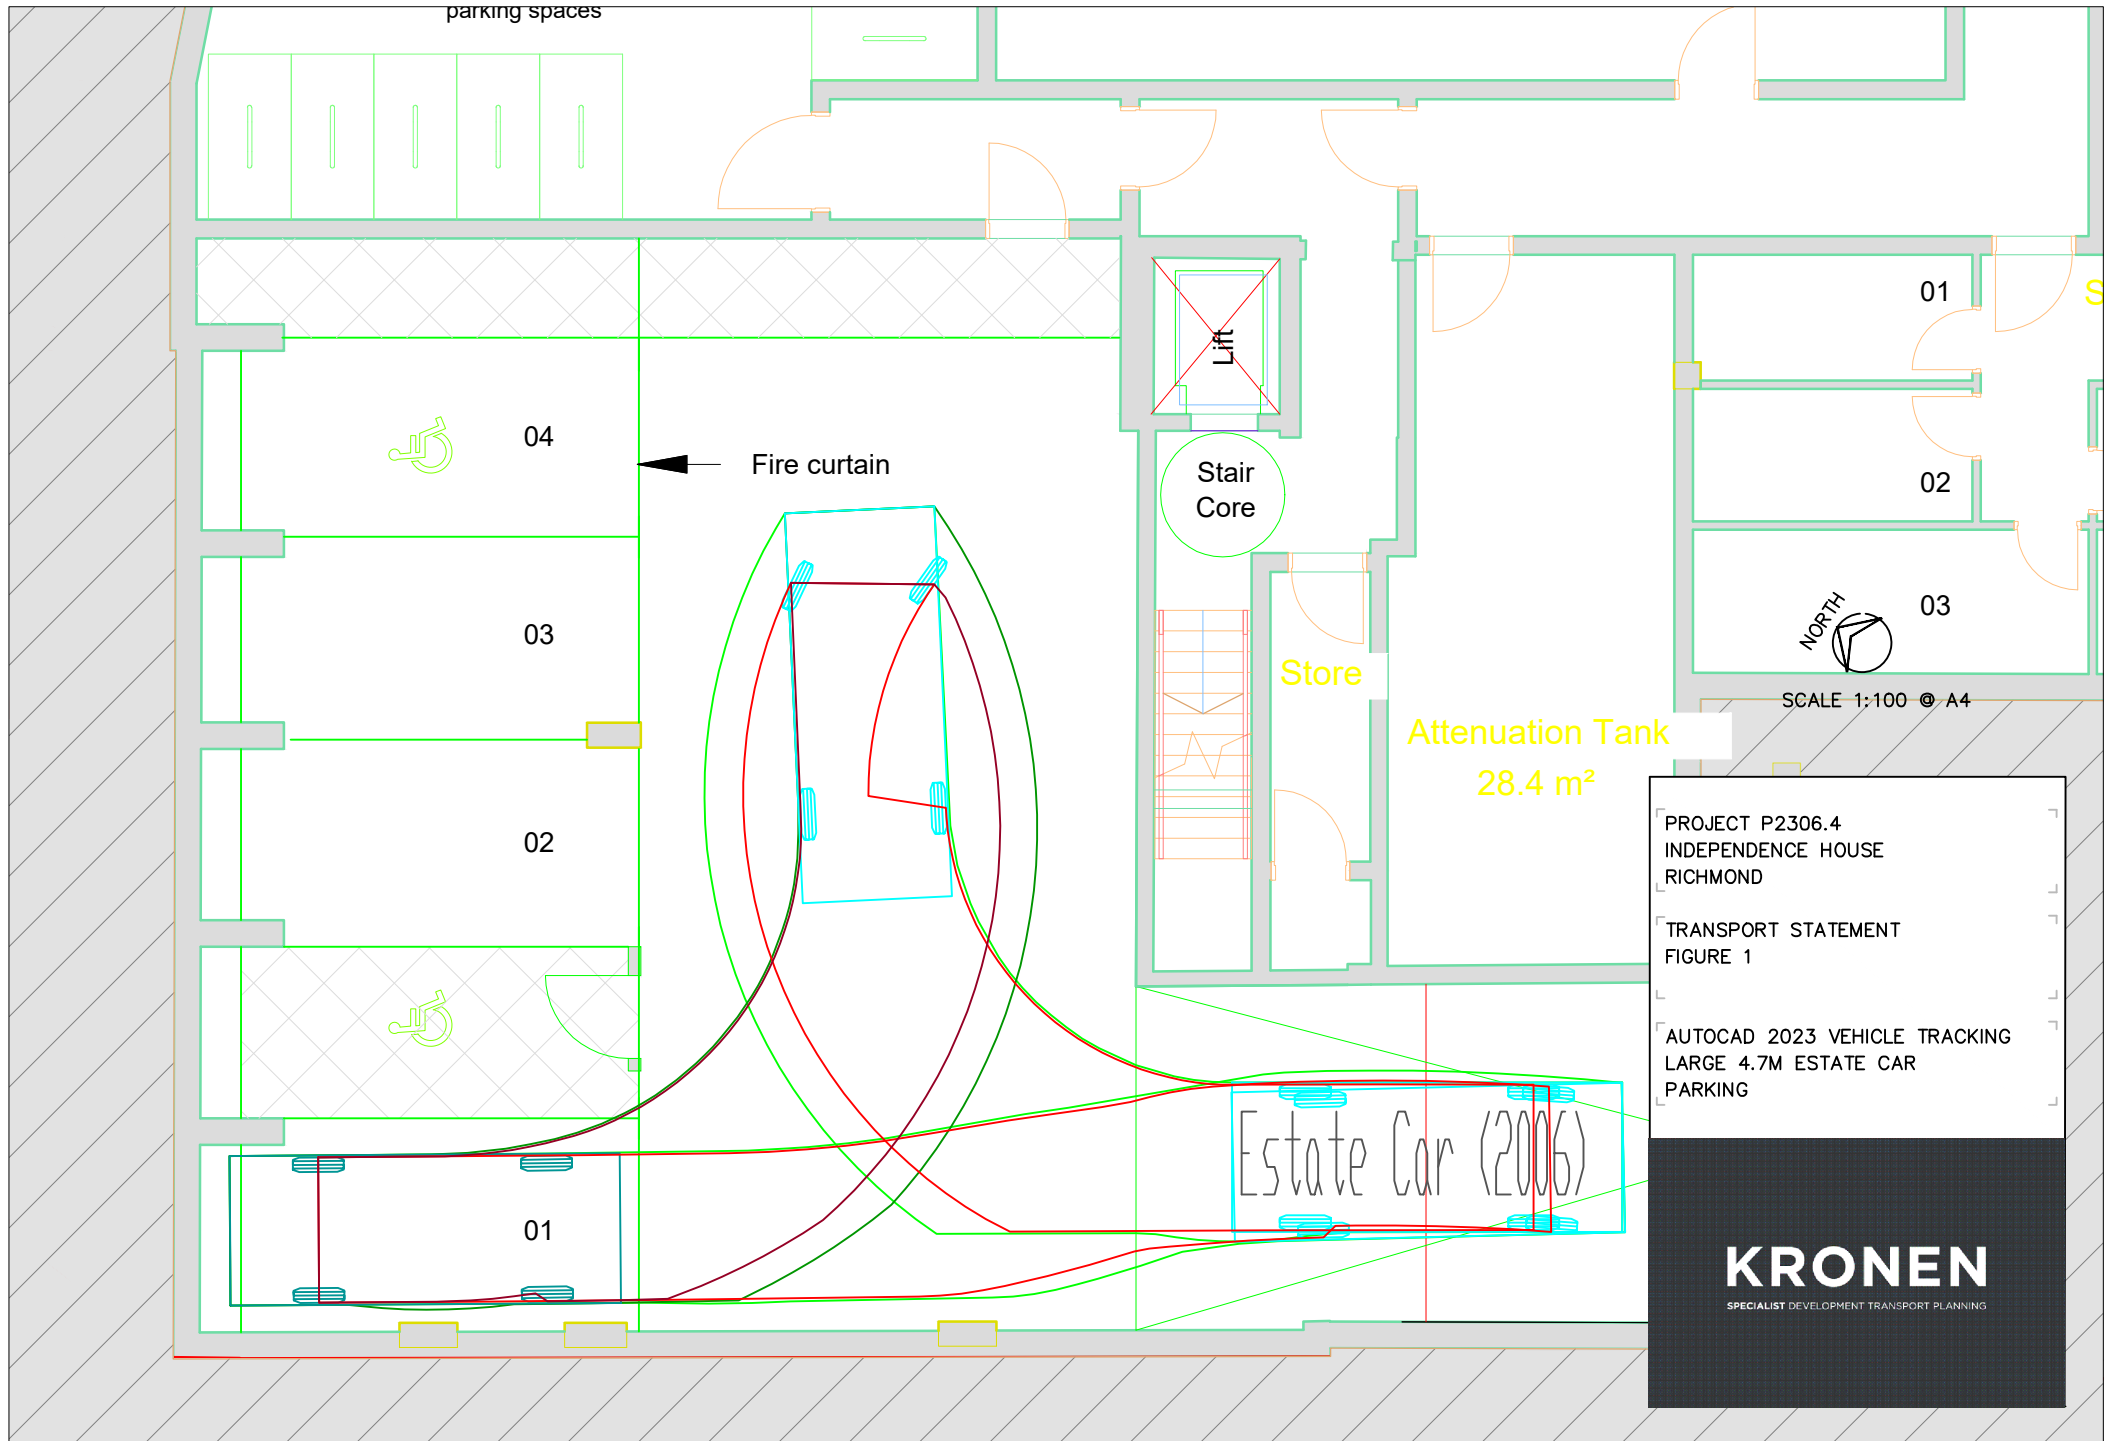 parking spaces
01
Lift
04
Fire curtain
Stair
Core
02
03
03
NORTH
Store
SCALE 1:100 @ A4
Attenuation Tank
28.4 m²
02
PROJECT P2306.4
INDEPENDENCE HOUSE
RICHMOND
TRANSPORT STATEMENT
FIGURE 1
AUTOCAD 2023 VEHICLE TRACKING
LARGE 4.7M ESTATE CAR
PARKING
Estate Car (2006)
01
KRONEN
SPECIALIST DEVELOPMENT TRANSPORT PLANNING